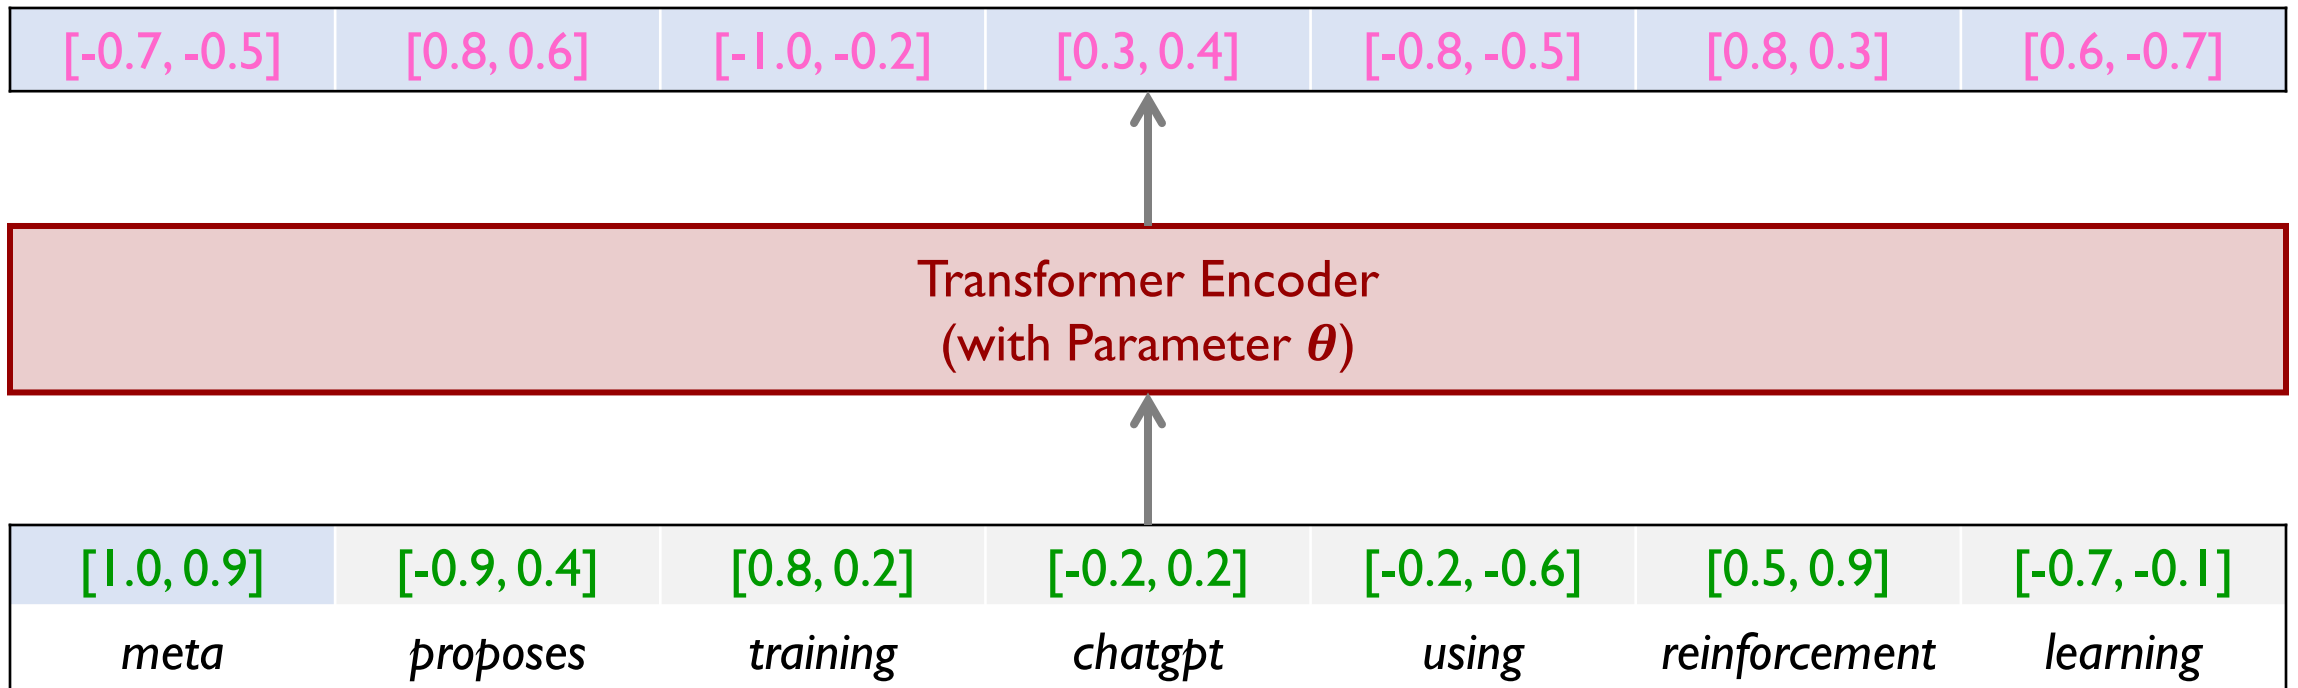 [-0.7, -0.5] [0.8, 0.6] [-1.0, -0.2] [0.3, 0.4] [-0.8, -0.5] [0.8, 0.3] [0.6, -0.7]
Transformer Encoder
(with Parameter θ)
[1.0, 0.9] [-0.9, 0.4] [0.8, 0.2] [-0.2, 0.2] [-0.2, -0.6] [0.5, 0.9] [-0.7, -0.1]
meta proposes training chatgpt using reinforcement learning